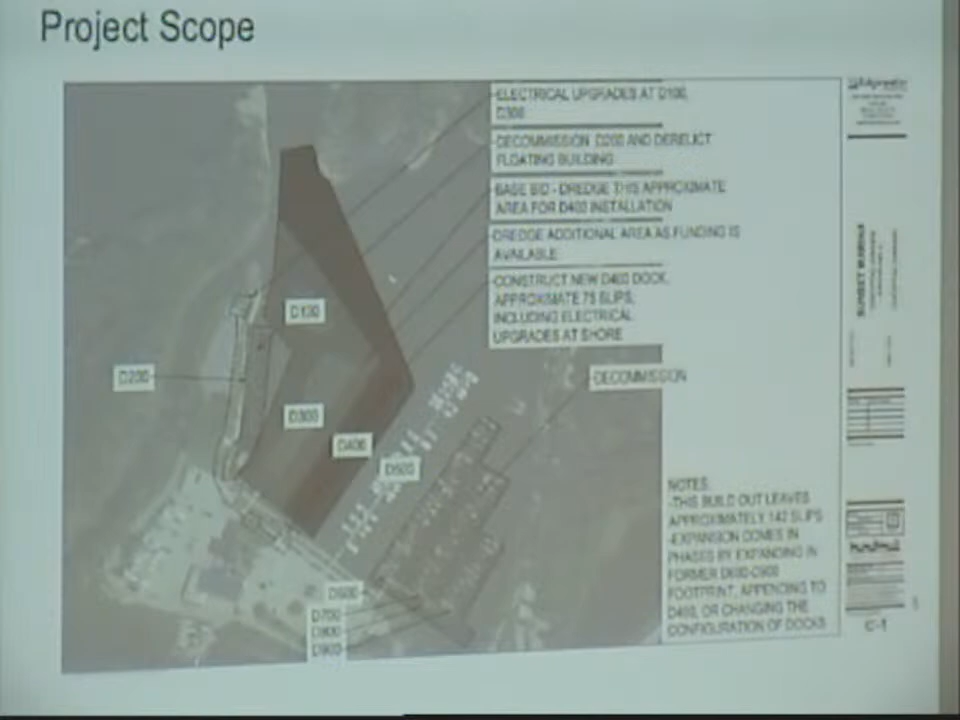 Project Scope
ELECTRICAL UPGRADES AT D100,
D300
DECOMMISSION D200 AND DERELICT
FLOATING BUILDING
BASE BID - DREDGE THIS APPROXIMATE
AREA FOR D400 INSTALLATION
DREDGE ADDITIONAL AREA AS FUNDING IS
AVAILABLE
CONSTRUCT NEW D400 DOCK,
APPROXIMATE 75 SLIPS,
INCLUDING ELECTRICAL
UPGRADES AT SHORE
DECOMMISSION
D100
D200
D300
D400
D500
D600
D700
D800
D900
NOTES:
-THIS BUILD OUT LEAVES
APPROXIMATELY 142 SLIPS
-EXPANSION COMES IN
PHASES BY EXPANDING IN
FORMER D600-D900
FOOTPRINT, APPENDING TO
D400, OR CHANGING THE
CONFIGURATION OF DOCKS
SUNSET MARINA
C-1